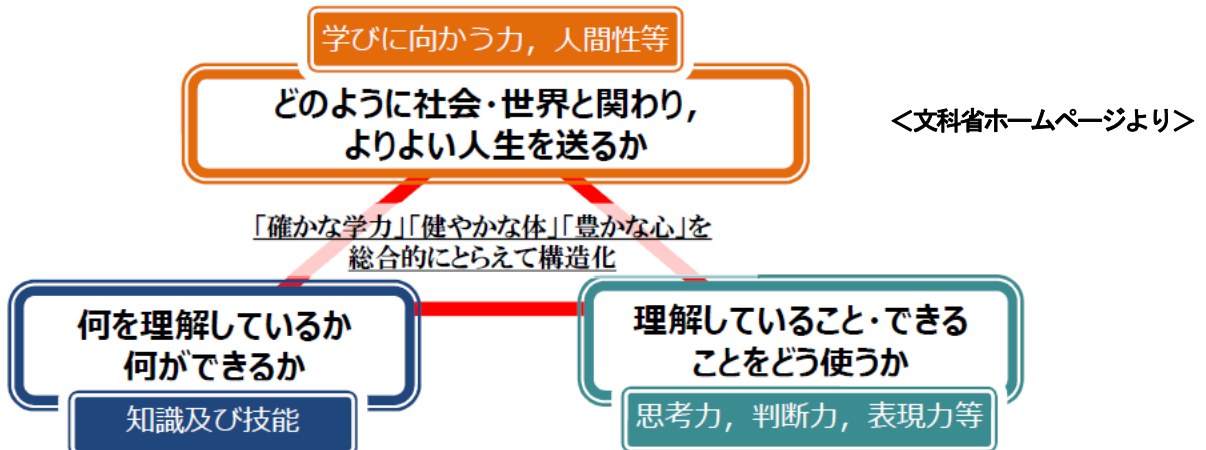 学びに向かう力，人間性等
どのように社会・世界と関わり，
よりよい人生を送るか
＜文科省ホームページより＞
「確かな学力」「健やかな体」「豊かな心」を
総合的にとらえて構造化
何を理解しているか
何ができるか
知識及び技能
理解していること・できる
ことをどう使うか
思考力，判断力，表現力等